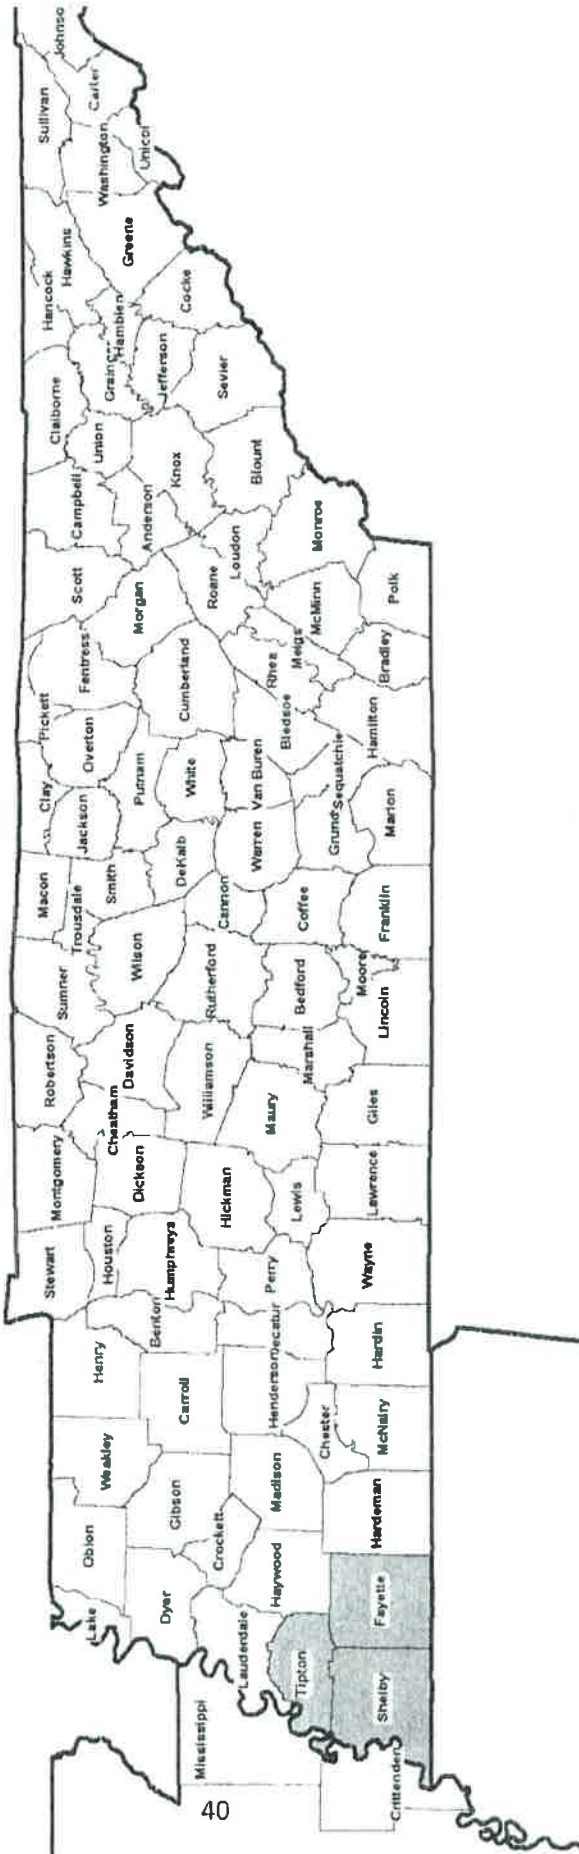 Johnso
Carter
Sullivan
Unicoi
Washington
Greene
Hawkins
Hancock
Hamblen
Cocke
Grainge
Jefferson
Sevier
Claiborne
Union
Knox
Blount
Campbell
Anderson
Loudon
Monroe
Scott
Morgan
Roane
McMinn
Polk
Fentress
Cumberland
Rhea
Meigs
Bradley
Pickett
Overton
Putnam
White
Van Buren
Bledsoe
Sequatchie
Hamilton
Clay
Jackson
DeKalb
Warren
Grund
Marion
Macon
Trousdale
Smith
Cannon
Coffee
Franklin
Sumner
Wilson
Rutherford
Bedford
Moore
Lincoln
Robertson
Davidson
Cheatham
Williamson
Marshall
Maury
Giles
Montgomery
Dickson
Hickman
Lewis
Lawrence
Stewart
Houston
Humphreys
Perry
Wayne
Henry
Benton
Decatur
Henderson
Hardin
Weakley
Carroll
Chester
McNairy
Obion
Gibson
Crockett
Madison
Hardeman
Lake
Dyer
Haywood
Fayette
Lauderdale
Tipton
Shelby
Mississippi
Crittenden
40